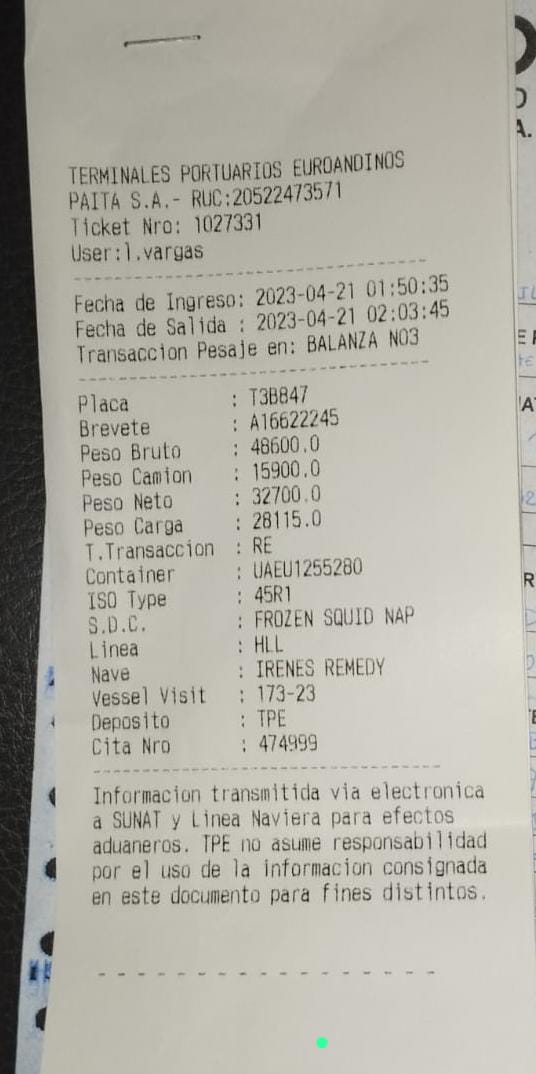 TERMINALES PORTUARIOS EUROANDINOS
PAITA S.A.- RUC:20522473571
Ticket Nro: 1027331
User:l.vargas
Fecha de Ingreso: 2023-04-21 01:50:35
Fecha de Salida : 2023-04-21 02:03:45
Transaccion Pesaje en: BALANZA NO3
Placa : T3B847
Brevete : A16622245
Peso Bruto : 48600.0
Peso Camion : 15900.0
Peso Neto : 32700.0
Peso Carga : 28115.0
T.Transaccion : RE
Container : UAEU1255280
ISO Type : 45R1
S.D.C. : FROZEN SQUID NAP
Linea : HLL
Nave : IRENES REMEDY
Vessel Visit : 173-23
Deposito : TPE
Cita Nro : 474999
Informacion transmitida via electronica
a SUNAT y Linea Naviera para efectos
aduaneros. TPE no asume responsabilidad
por el uso de la informacion consignada
en este documento para fines distintos.